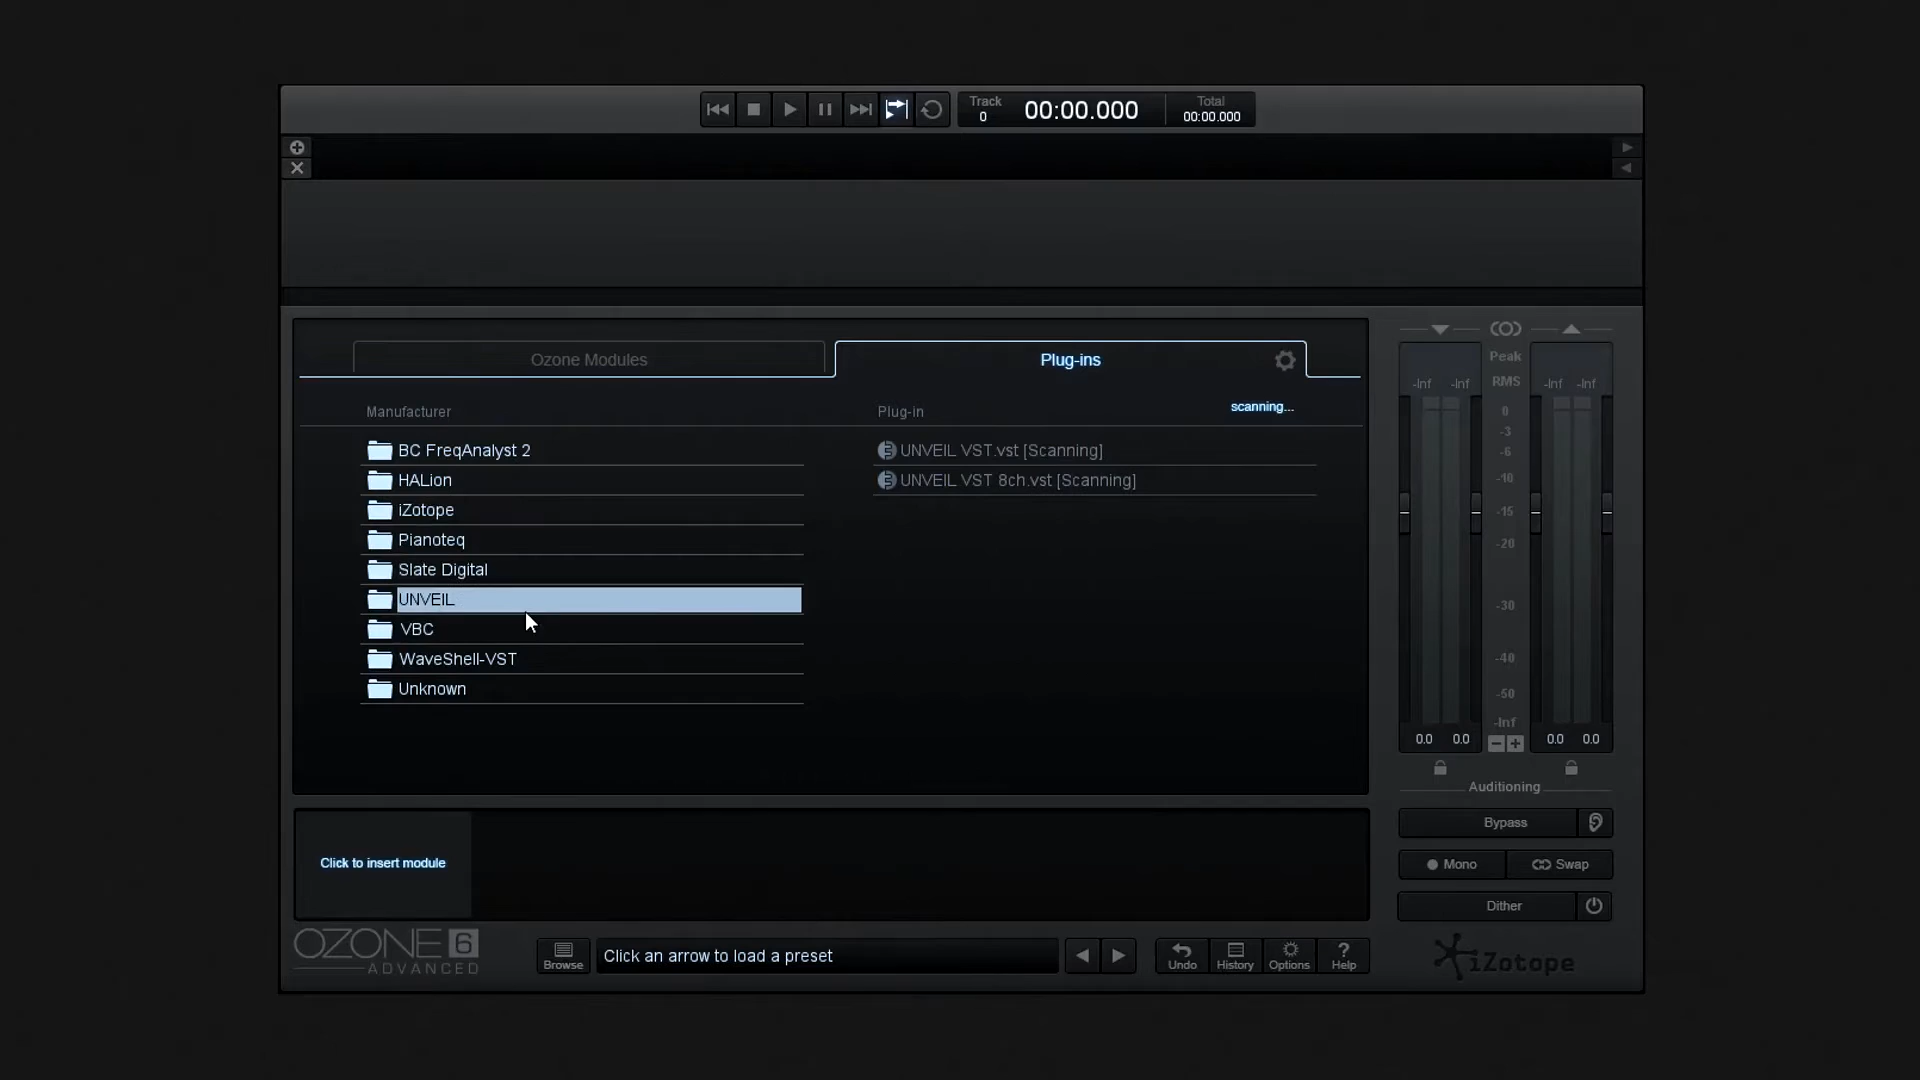 Track
0
00:00.000
Total
00:00.000
Ozone Modules
Plug-ins
Manufacturer
Plug-in
scanning...
BC FreqAnalyst 2
HALion
iZotope
Pianoteq
Slate Digital
UNVEIL
VBC
WaveShell-VST
Unknown
UNVEIL VST.vst [Scanning]
UNVEIL VST 8ch.vst [Scanning]
Peak
RMS
-Inf -Inf
-Inf -Inf
0
-3
-6
-10
-15
-20
-30
-40
-50
-Inf
0.0 0.0
0.0 0.0
Auditioning
Bypass
Mono
Swap
Dither
Click to insert module
OZONE 6
ADVANCED
Browse
Click an arrow to load a preset
Undo
History
Options
Help
iZotope